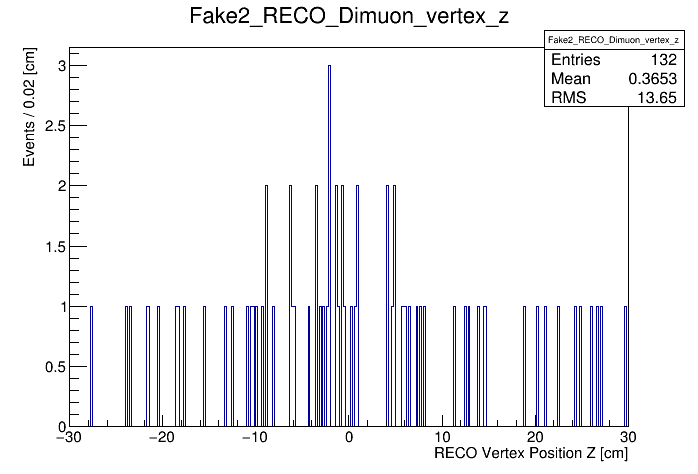 Fake2_RECO_Dimuon_vertex_z
Fake2_RECO_Dimuon_vertex_z
Entries 132
Mean 0.3653
RMS 13.65
Events / 0.02 [cm]
3
2.5
2
1.5
1
0.5
0
−30 −20 −10 0 10 20 30
RECO Vertex Position Z [cm]